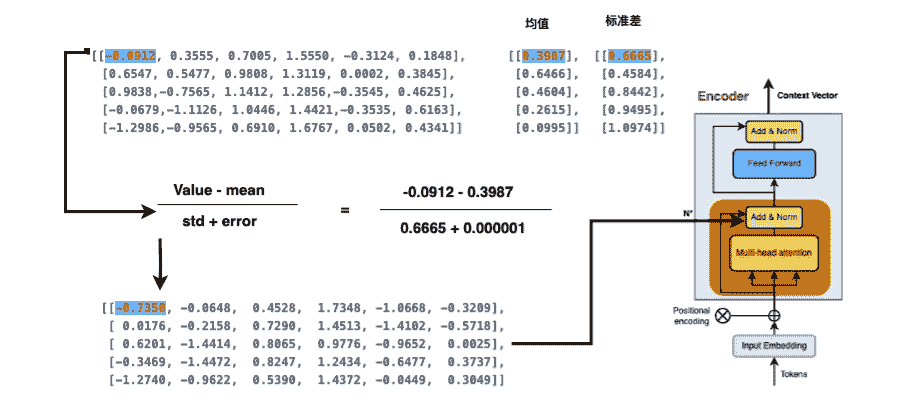 均值 标准差
[[-0.0912, 0.3555, 0.7005, 1.5550, -0.3124, 0.1848], [[0.3987], [[0.6665],
[0.6547, 0.5477, 0.9808, 1.3119, 0.0002, 0.3845], [0.6466], [0.4584],
[0.9838,-0.7565, 1.1412, 1.2856,-0.3545, 0.4625], [0.4604], [0.8442],
[-0.0679,-1.1126, 1.0446, 1.4421,-0.3535, 0.6163], [0.2615], [0.9495],
[-1.2986,-0.9565, 0.6910, 1.6767, 0.0502, 0.4341]] [0.0995]] [1.0974]]
Value - mean
std + error
=
-0.0912 - 0.3987
0.6665 + 0.000001
[[-0.7350, -0.0648, 0.4528, 1.7348, -1.0668, -0.3209],
[ 0.0176, -0.2158, 0.7290, 1.4513, -1.4102, -0.5718],
[ 0.6201, -1.4414, 0.8065, 0.9776, -0.9652, 0.0025],
[-0.3469, -1.4472, 0.8247, 1.2434, -0.6477, 0.3737],
[-1.2740, -0.9622, 0.5390, 1.4372, -0.0449, 0.3049]]
Encoder
Context Vector
Add & Norm
Feed Forward
N*
Add & Norm
Multi-head attention
Positional
encoding
Input Embedding
Tokens